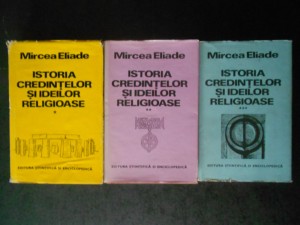 Mircea Eliade
ISTORIA
CREDINȚELOR
ȘI IDEILOR
RELIGIOASE
*
EDITURA ȘTIINȚIFICĂ ȘI ENCICLOPEDICĂ
Mircea Eliade
ISTORIA
CREDINȚELOR
ȘI IDEILOR
RELIGIOASE
**
EDITURA ȘTIINȚIFICĂ ȘI ENCICLOPEDICĂ
Mircea Eliade
ISTORIA
CREDINȚELOR
ȘI IDEILOR
RELIGIOASE
***
EDITURA ȘTIINȚIFICĂ ȘI ENCICLOPEDICĂ